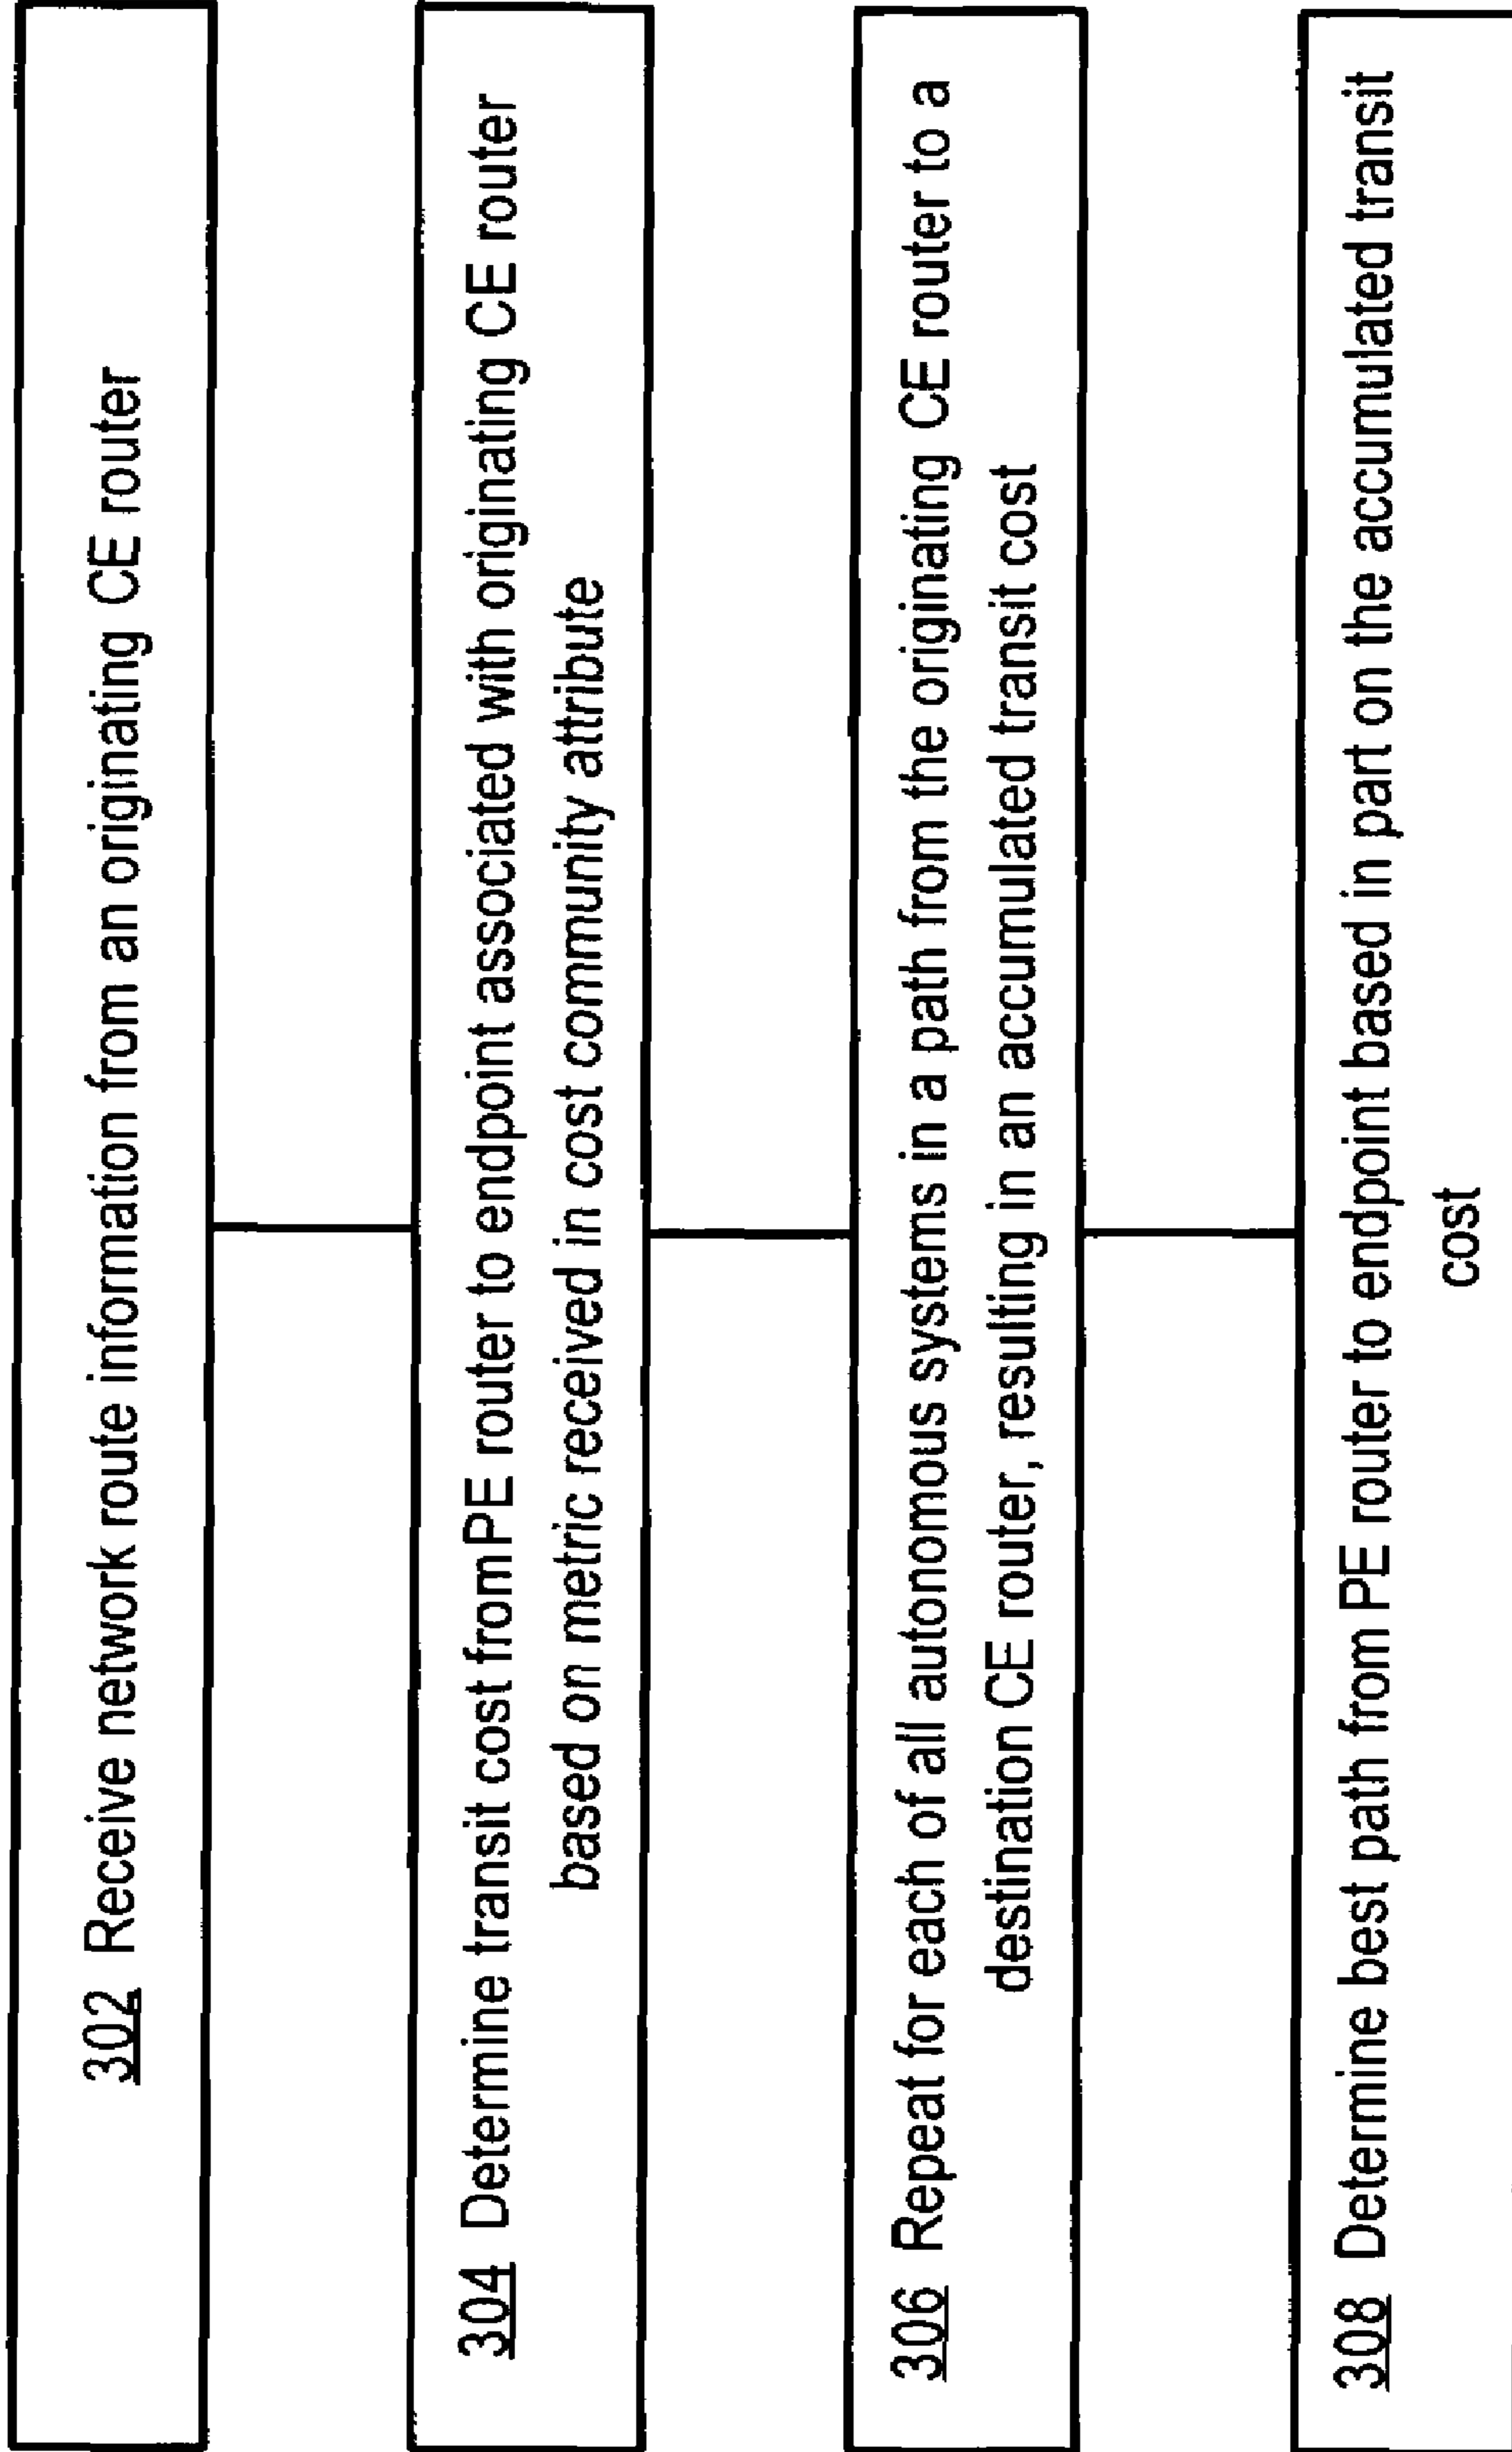 302 Receive network route information from an originating CE router
304 Determine transit cost fromPE router to endpoint associated with originating CE router
based on metric received in cost community attribute
306 Repeat for each of all autonomous systems in a path from the originating CE router to a
destination CE router, resulting in an accumulated transit cost
308 Determine best path from PE router to endpoint based in part on the accumulated transit
cost